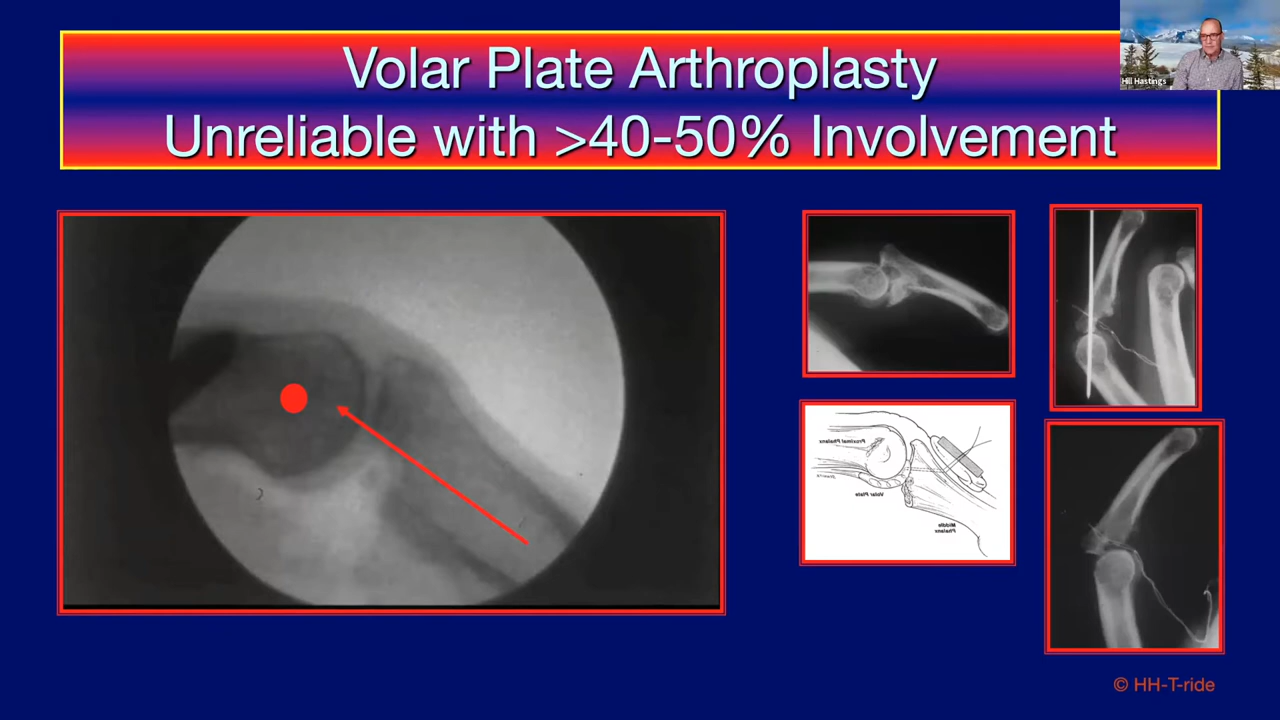 Volar Plate Arthroplasty
Unreliable with >40-50% Involvement
Hill Hastings
Proximal Phalanx
Volar Plate
Middle
Phalanx
© HH-T-ride